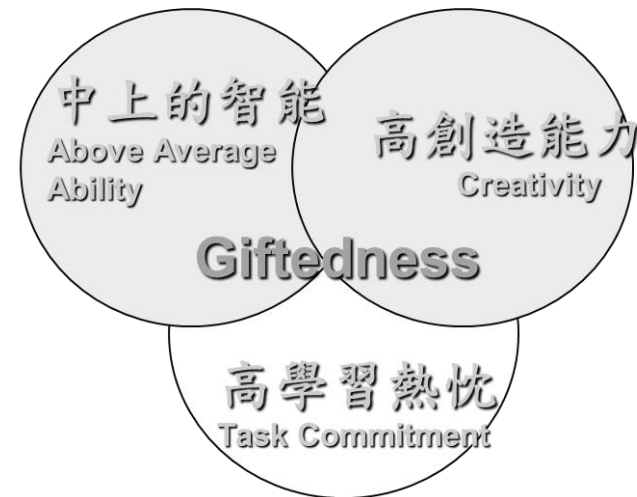 中上的智能
Above Average
Ability
高創造能力
Creativity
Giftedness
高學習熱忱
Task Commitment